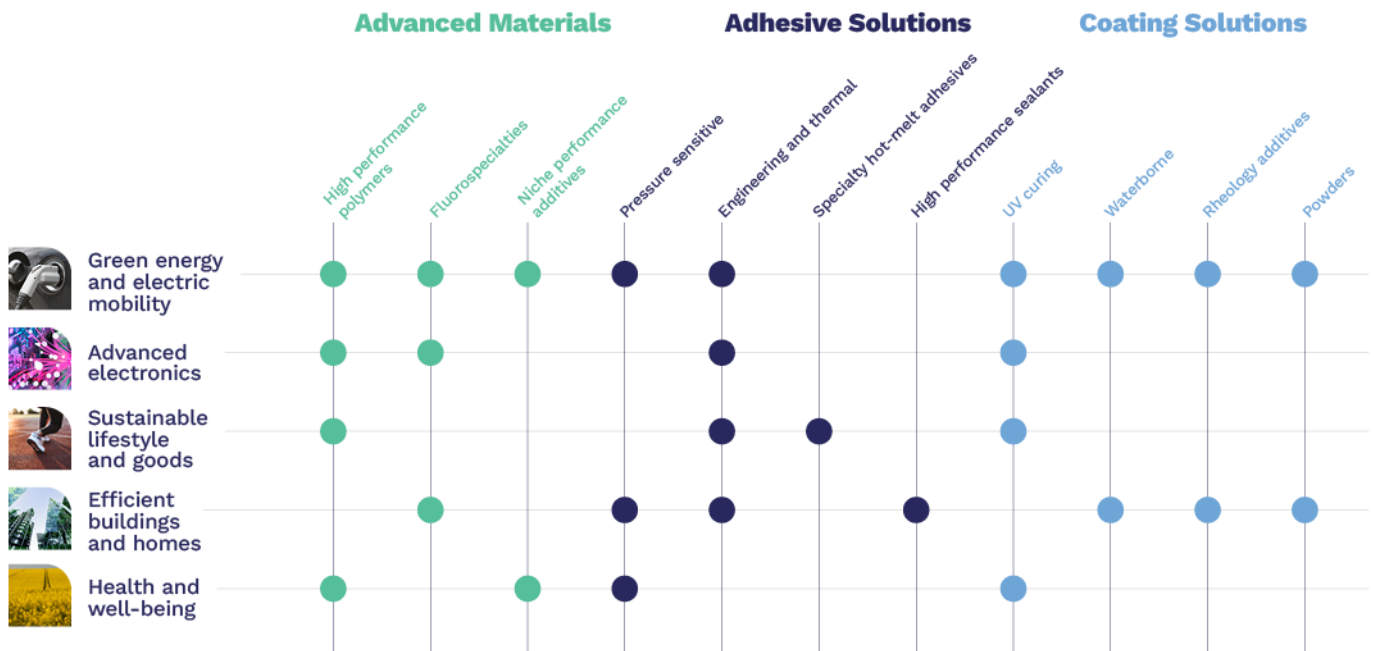 Advanced Materials
Adhesive Solutions
Coating Solutions
High performance
polymers
Fluorospecialties
Niche performance
additives
Pressure sensitive
Engineering and thermal
Specialty hot-melt adhesives
High performance sealants
UV curing
Waterborne
Rheology additives
Powders
Green energy
and electric
mobility
Advanced
electronics
Sustainable
lifestyle
and goods
Efficient
buildings
and homes
Health and
well-being